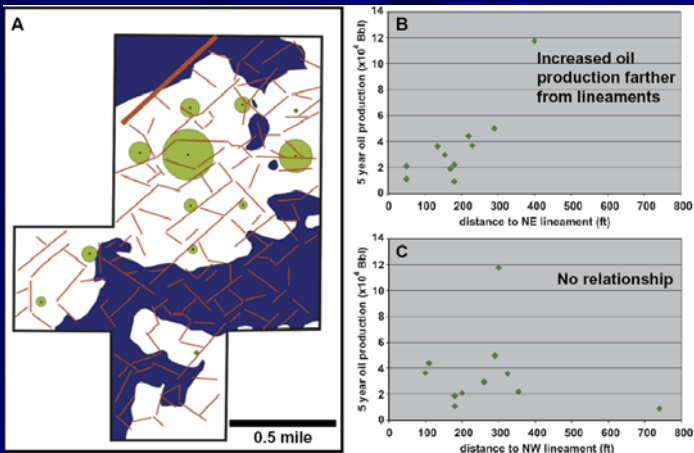 A
0.5 mile
B
5 year oil production (x10⁴ Bbl)
14
12
10
8
6
4
2
0
Increased oil
production farther
from lineaments
0 100 200 300 400 500 600 700 800
distance to NE lineament (ft)
C
5 year oil production (x10⁴ Bbl)
14
12
10
8
6
4
2
0
No relationship
0 100 200 300 400 500 600 700 800
distance to NW lineament (ft)